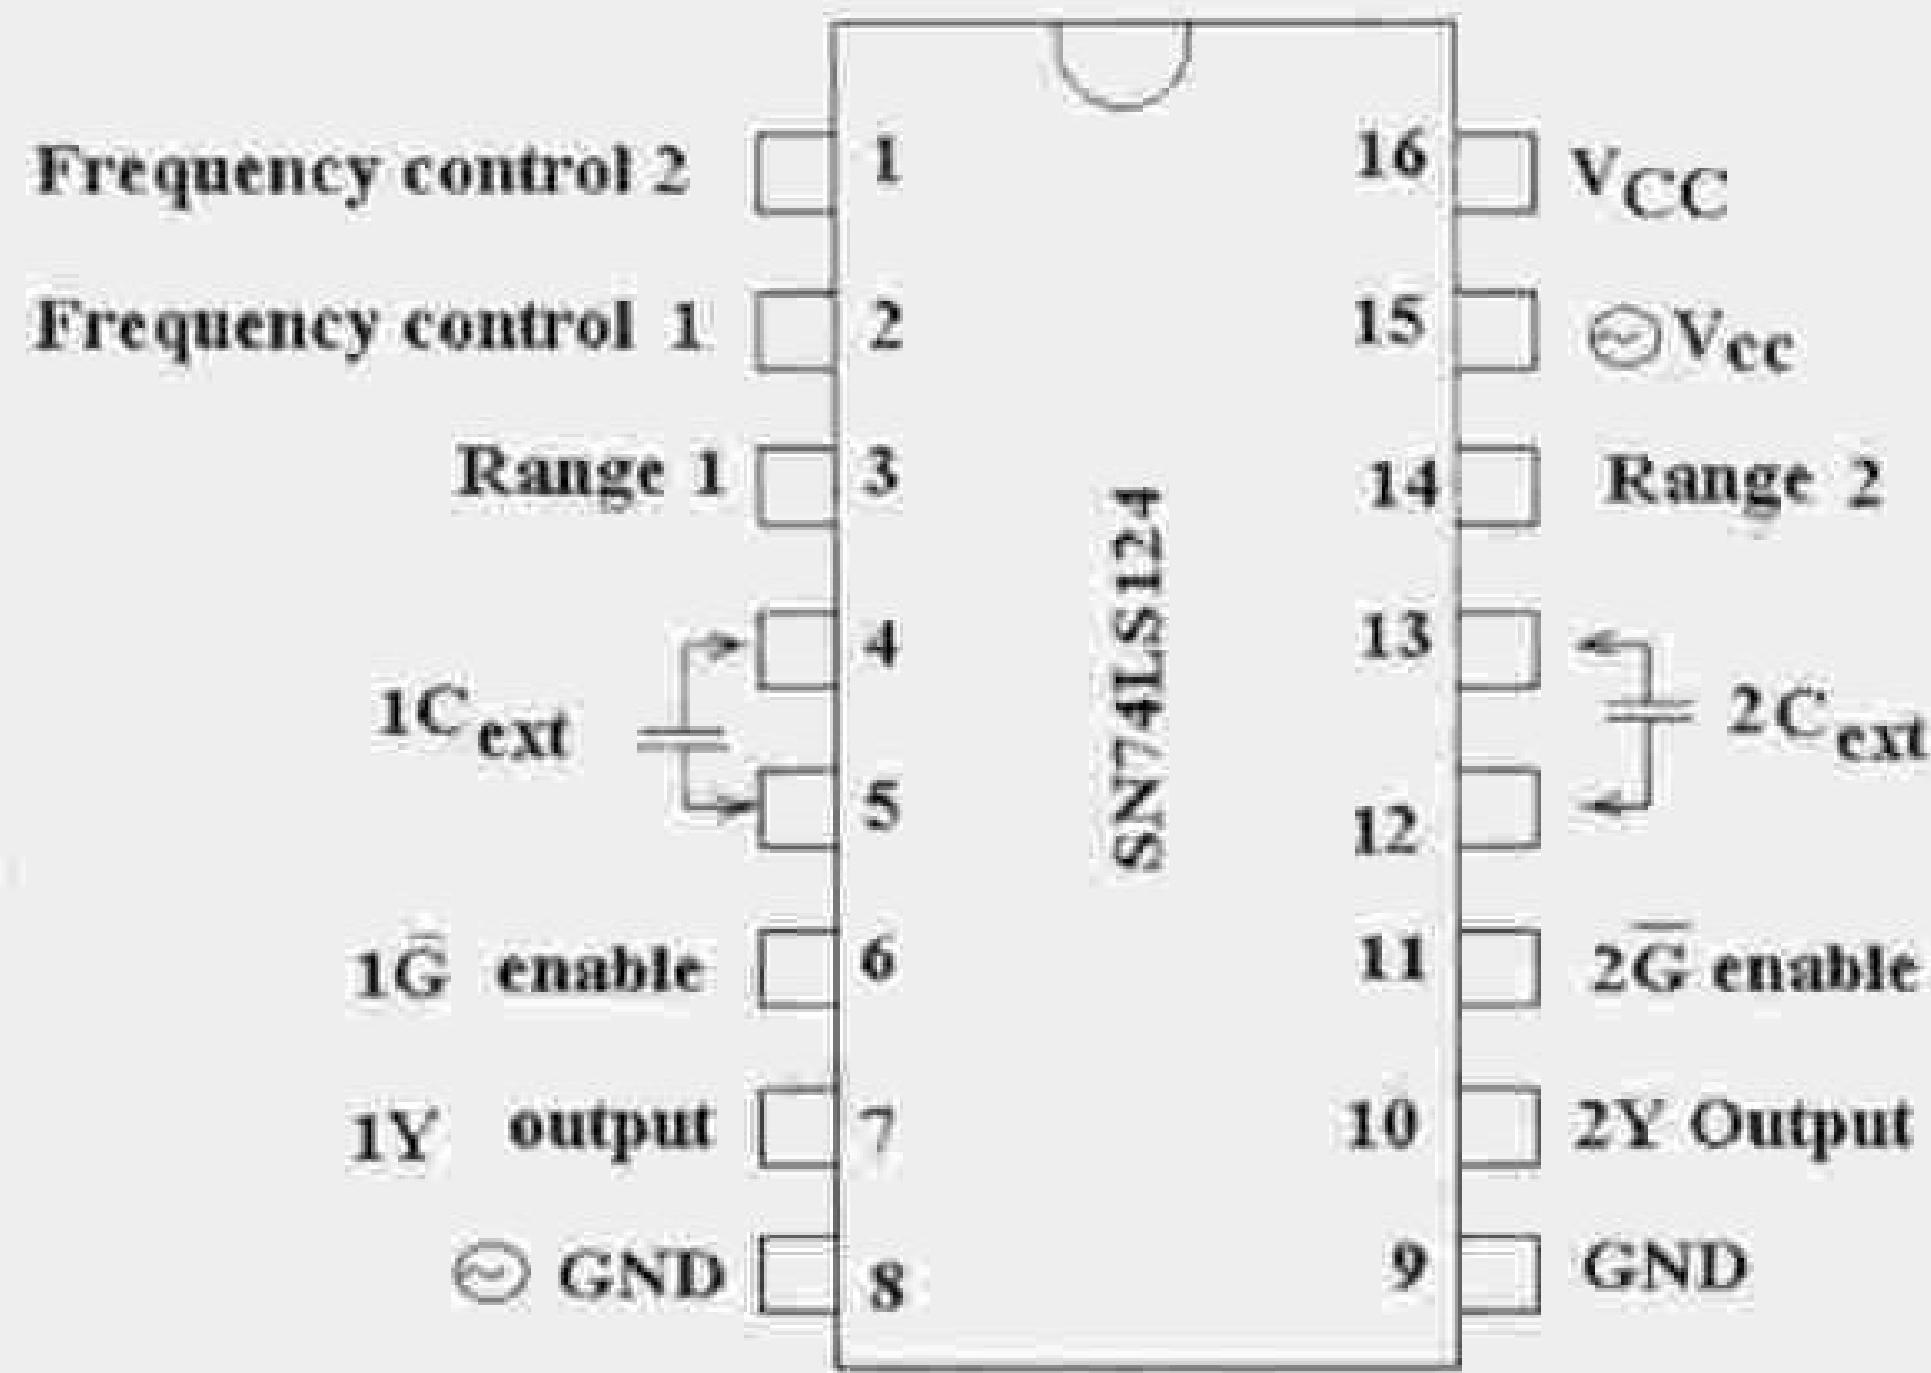 Frequency control 2 1 16 VCC
Frequency control 1 2 15 Vcc
Range 1 3 14 Range 2
4 13
1Cext 2Cext
5 12
1G̅ enable 6 11 2G̅ enable
1Y output 7 10 2Y Output
GND 8 9 GND
SN74LS124